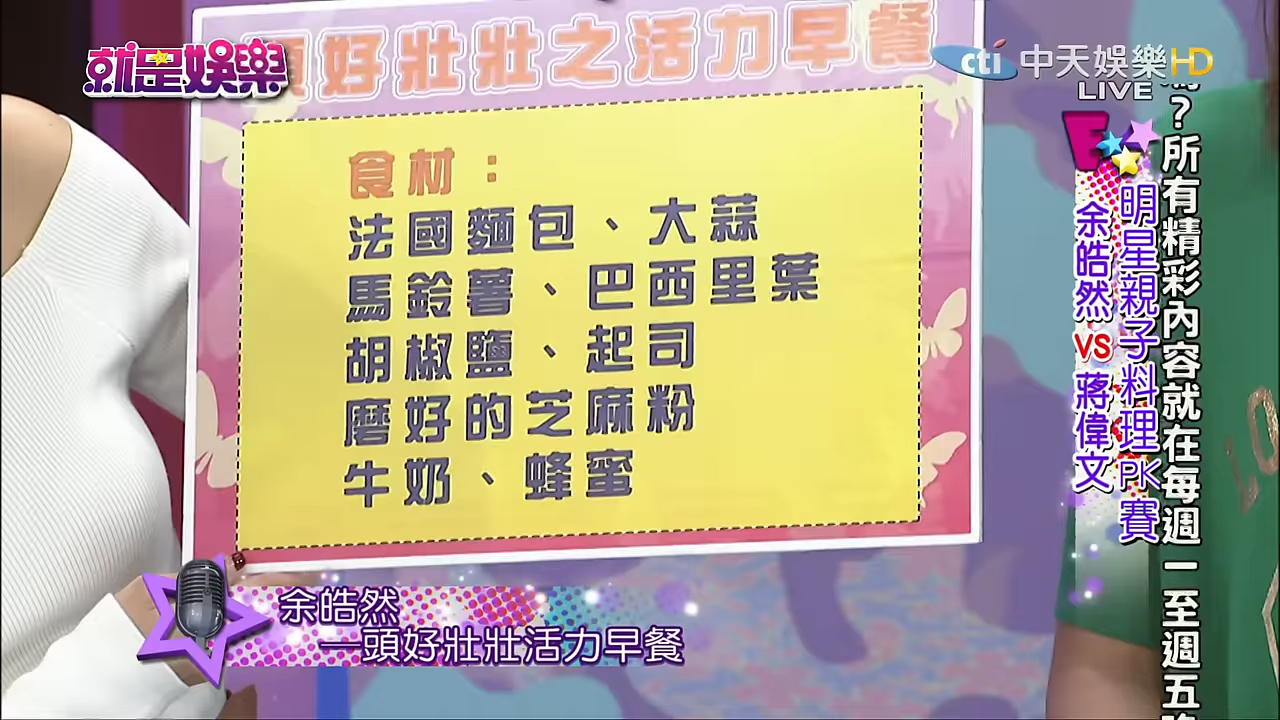 就是娛樂
頭好壯壯之活力早餐
cti 中天娛樂HD
LIVE
食材：
法國麵包、大蒜
馬鈴薯、巴西里葉
胡椒鹽、起司
磨好的芝麻粉
牛奶、蜂蜜
？所有精彩內容就在每週一至週五
明星親子料理PK賽
余皓然 VS 蔣偉文
余皓然
—頭好壯壯活力早餐